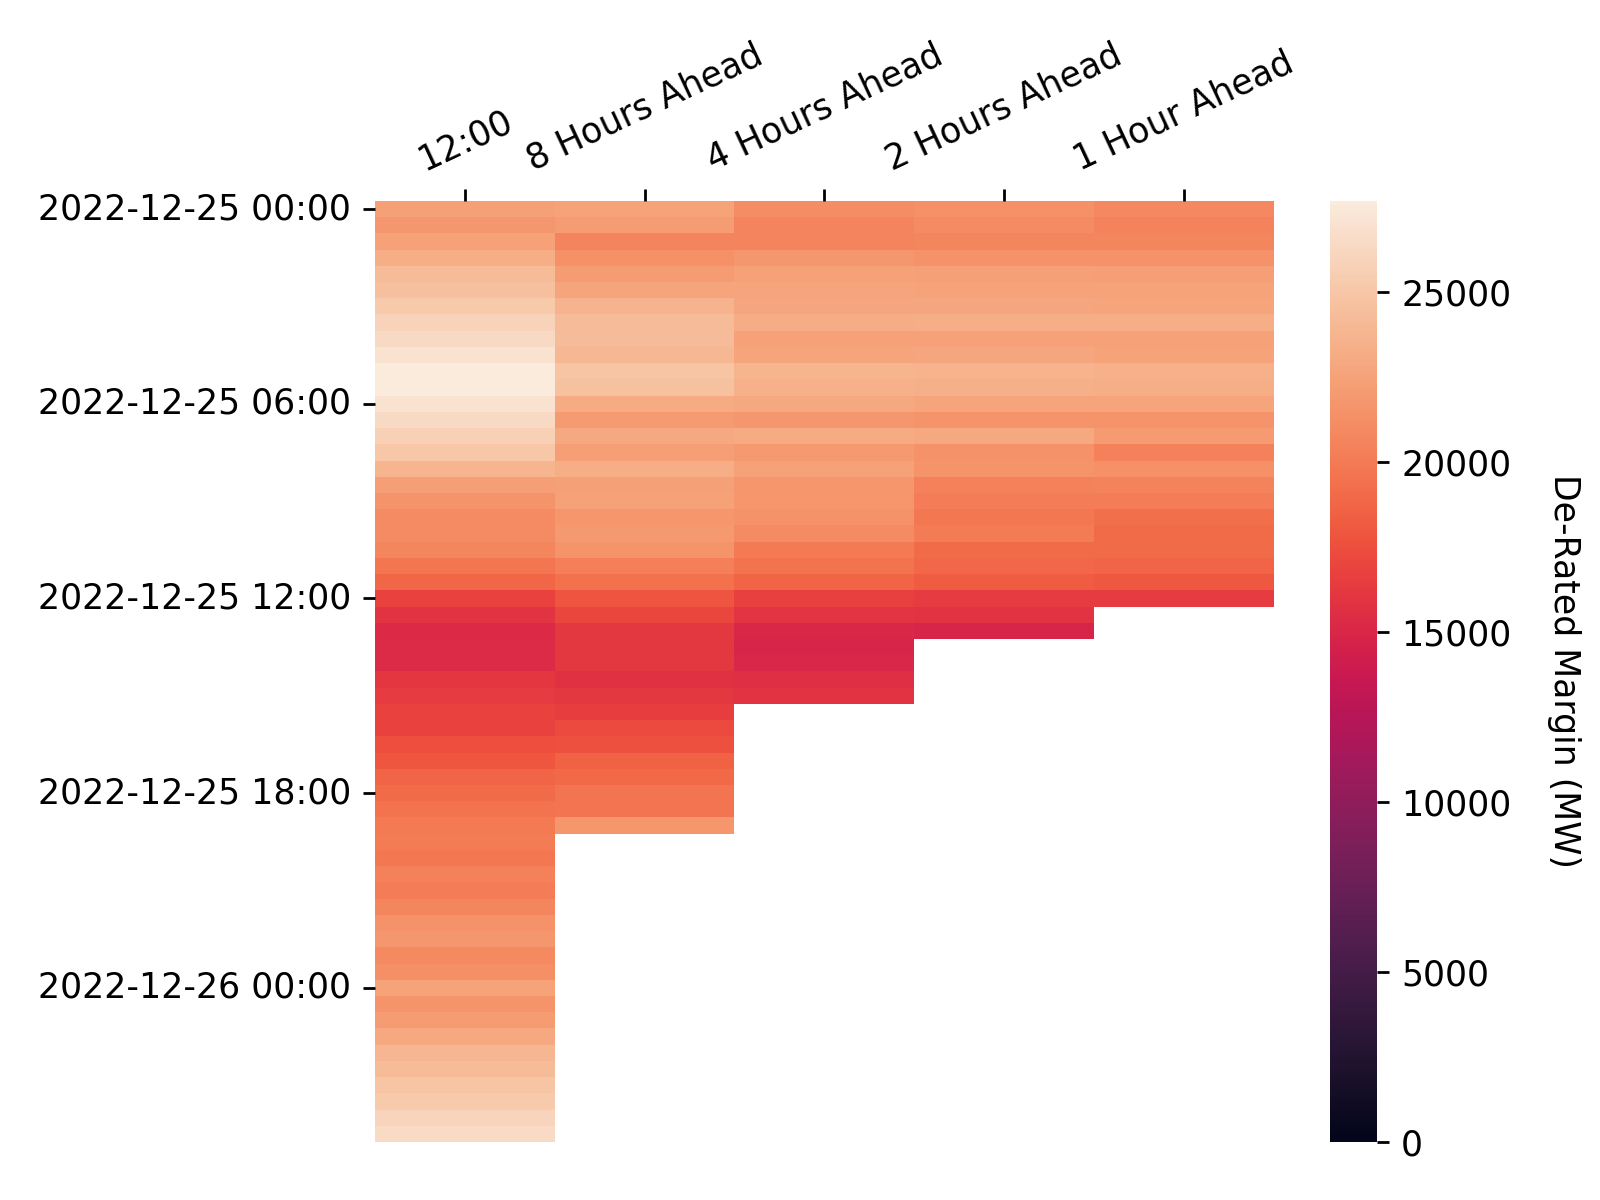 12:00
8 Hours Ahead
4 Hours Ahead
2 Hours Ahead
1 Hour Ahead
2022-12-25 00:00
2022-12-25 06:00
2022-12-25 12:00
2022-12-25 18:00
2022-12-26 00:00
25000
20000
15000
10000
5000
0
De-Rated Margin (MW)